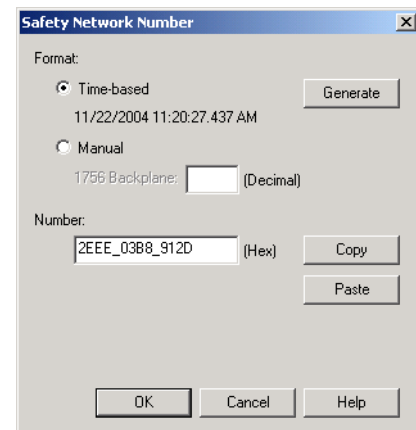 Safety Network Number
Format:
Time-based
Generate
11/22/2004 11:20:27.437 AM
Manual
1756 Backplane: (Decimal)
Number:
2EEE_03B8_912D (Hex) Copy
Paste
OK Cancel Help